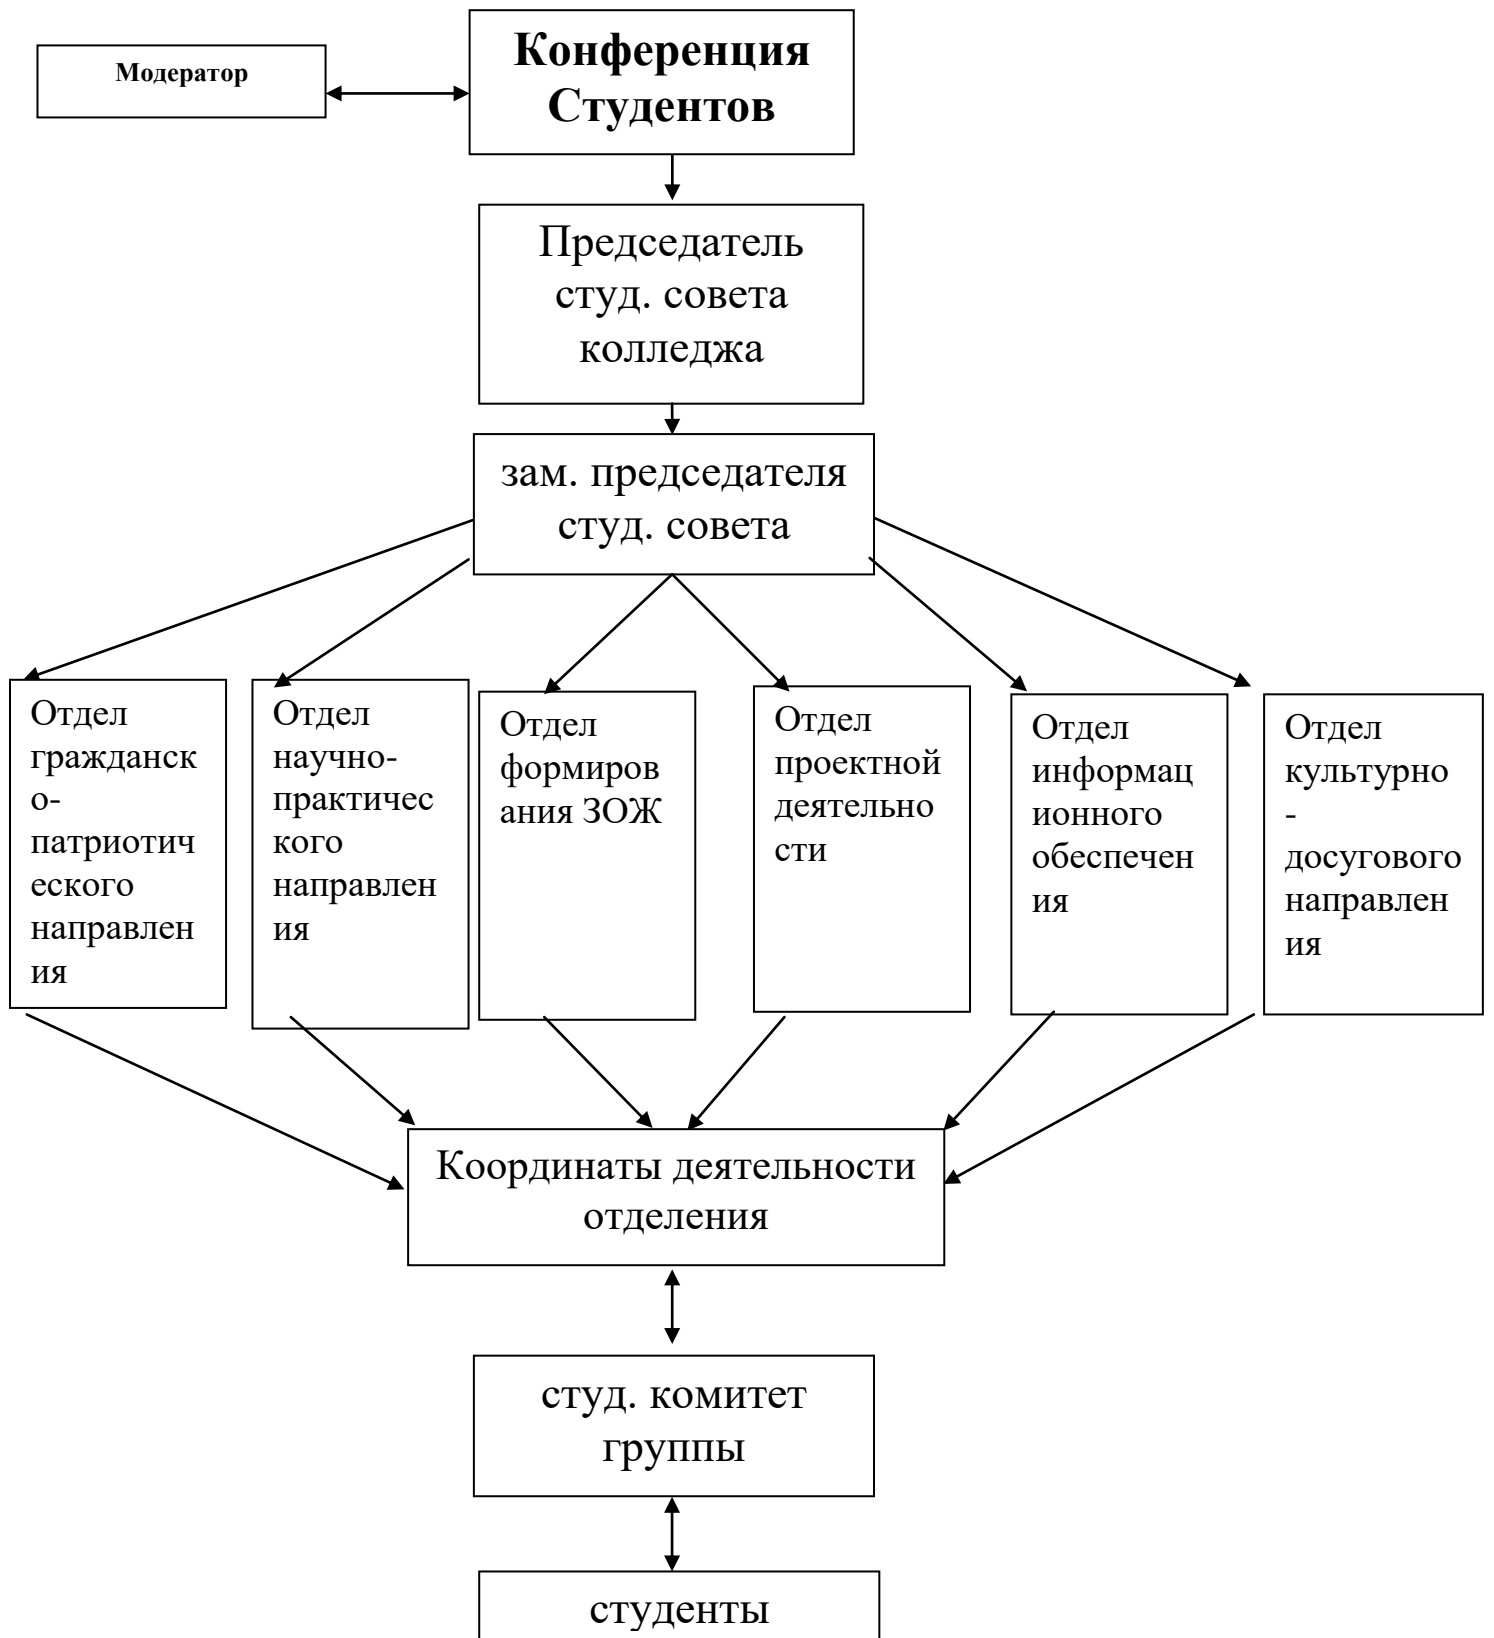 Модератор
Конференция
Студентов
Председатель
студ. совета
колледжа
зам. председателя
студ. совета
Отдел
гражданск
о-
патриотич
еского
направлен
ия
Отдел
научно-
практичес
кого
направлен
ия
Отдел
формиров
ания ЗОЖ
Отдел
проектной
деятельно
сти
Отдел
информац
ионного
обеспечен
ия
Отдел
культурно
-
досугового
направлен
ия
Координаты деятельности
отделения
студ. комитет
группы
студенты